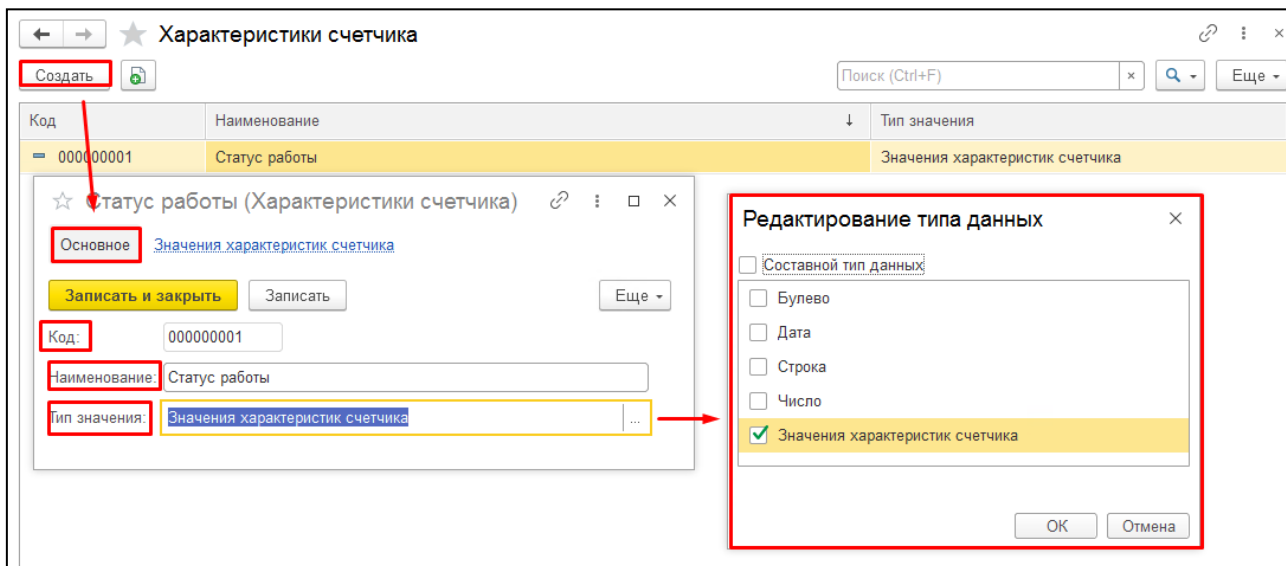 Характеристики счетчика
Создать Поиск (Ctrl+F) × Еще
Код Наименование ↓ Тип значения
000000001 Статус работы Значения характеристик счетчика
Статус работы (Характеристики счетчика)
Основное Значения характеристик счетчика
Записать и закрыть Записать Еще
Код: 000000001
Наименование: Статус работы
Тип значения: Значения характеристик счетчика ...
Редактирование типа данных
Составной тип данных
Булево
Дата
Строка
Число
Значения характеристик счетчика
ОК Отмена